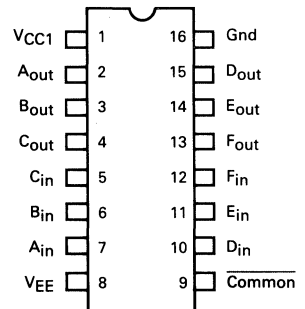 VCC1 1 16 Gnd
Aout 2 15 Dout
Bout 3 14 Eout
Cout 4 13 Fout
Cin 5 12 Fin
Bin 6 11 Ein
Ain 7 10 Din
VEE 8 9 Common